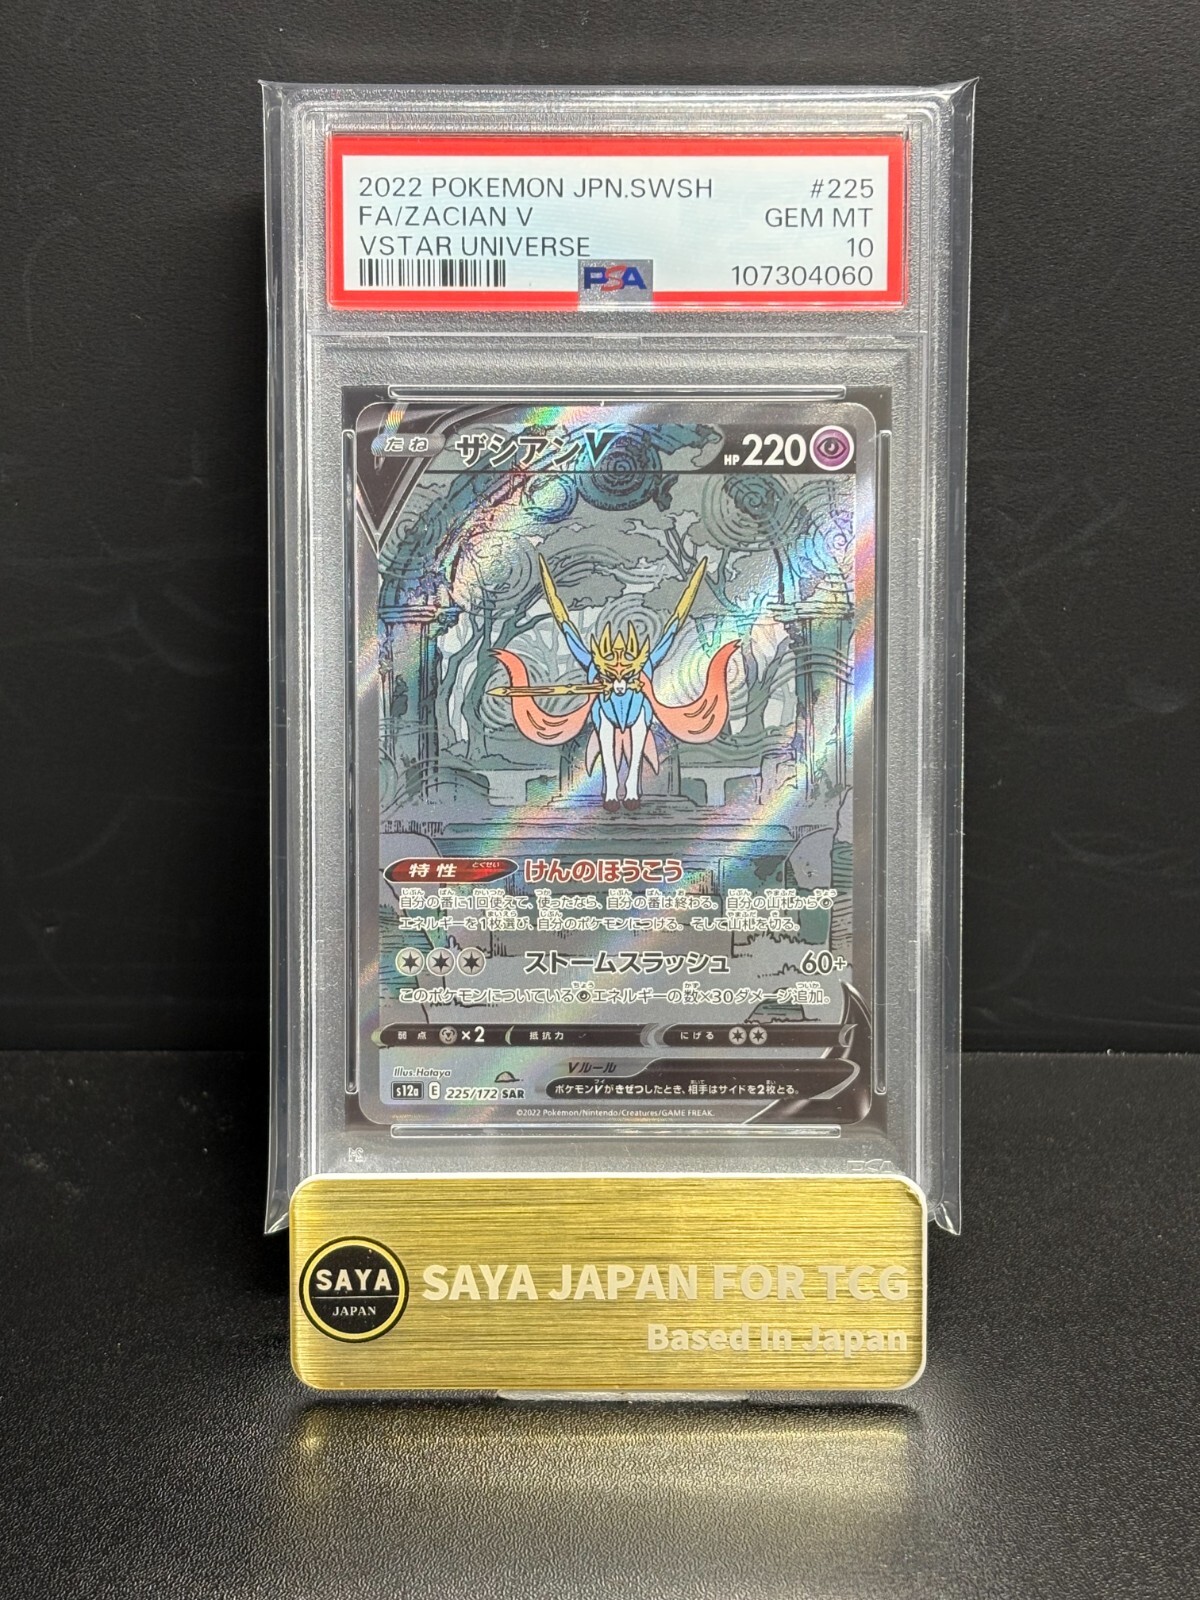 2022 POKEMON JPN.SWSH #225
FA/ZACIAN V GEM MT
VSTAR UNIVERSE 10
PSA 107304060
たね ザシアンV HP 220
特性 とくせい けんのほうこう
自分の番に1回使えて、使ったなら、自分の番は終わる。自分の山札から
エネルギーを1枚選び、自分のポケモンにつける。そして山札を切る。
ストームスラッシュ 60+
このポケモンについているエネルギーの数×30ダメージ追加。
弱点 ×2 抵抗力 にげる
Illus.Hataya
Vルール
ポケモンVがきぜつしたとき、相手はサイドを2枚とる。
s12a E 225/172 SAR
©2022 Pokémon/Nintendo/Creatures/GAME FREAK.
PSA
SAYA JAPAN
SAYA JAPAN FOR TCG
Based In Japan